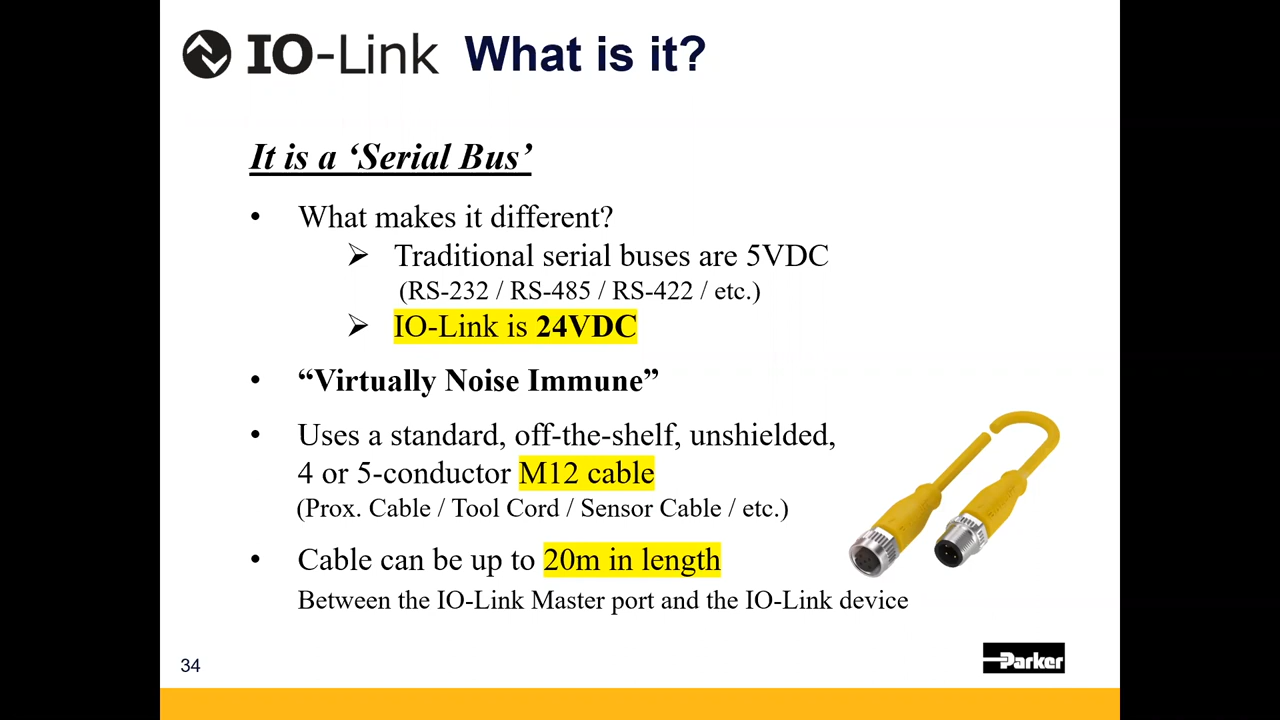 IO-Link What is it?
It is a ‘Serial Bus’
• What makes it different?
➢ Traditional serial buses are 5VDC
(RS-232 / RS-485 / RS-422 / etc.)
➢ IO-Link is 24VDC
• “Virtually Noise Immune”
• Uses a standard, off-the-shelf, unshielded,
4 or 5-conductor M12 cable
(Prox. Cable / Tool Cord / Sensor Cable / etc.)
• Cable can be up to 20m in length
Between the IO-Link Master port and the IO-Link device
34
Parker